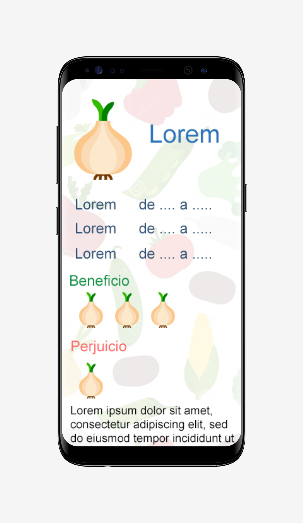 Lorem
Lorem de .... a .....
Lorem de .... a .....
Lorem de .... a .....
Beneficio
Perjuicio
Lorem ipsum dolor sit amet,
consectetur adipiscing elit, sed
do eiusmod tempor incididunt ut